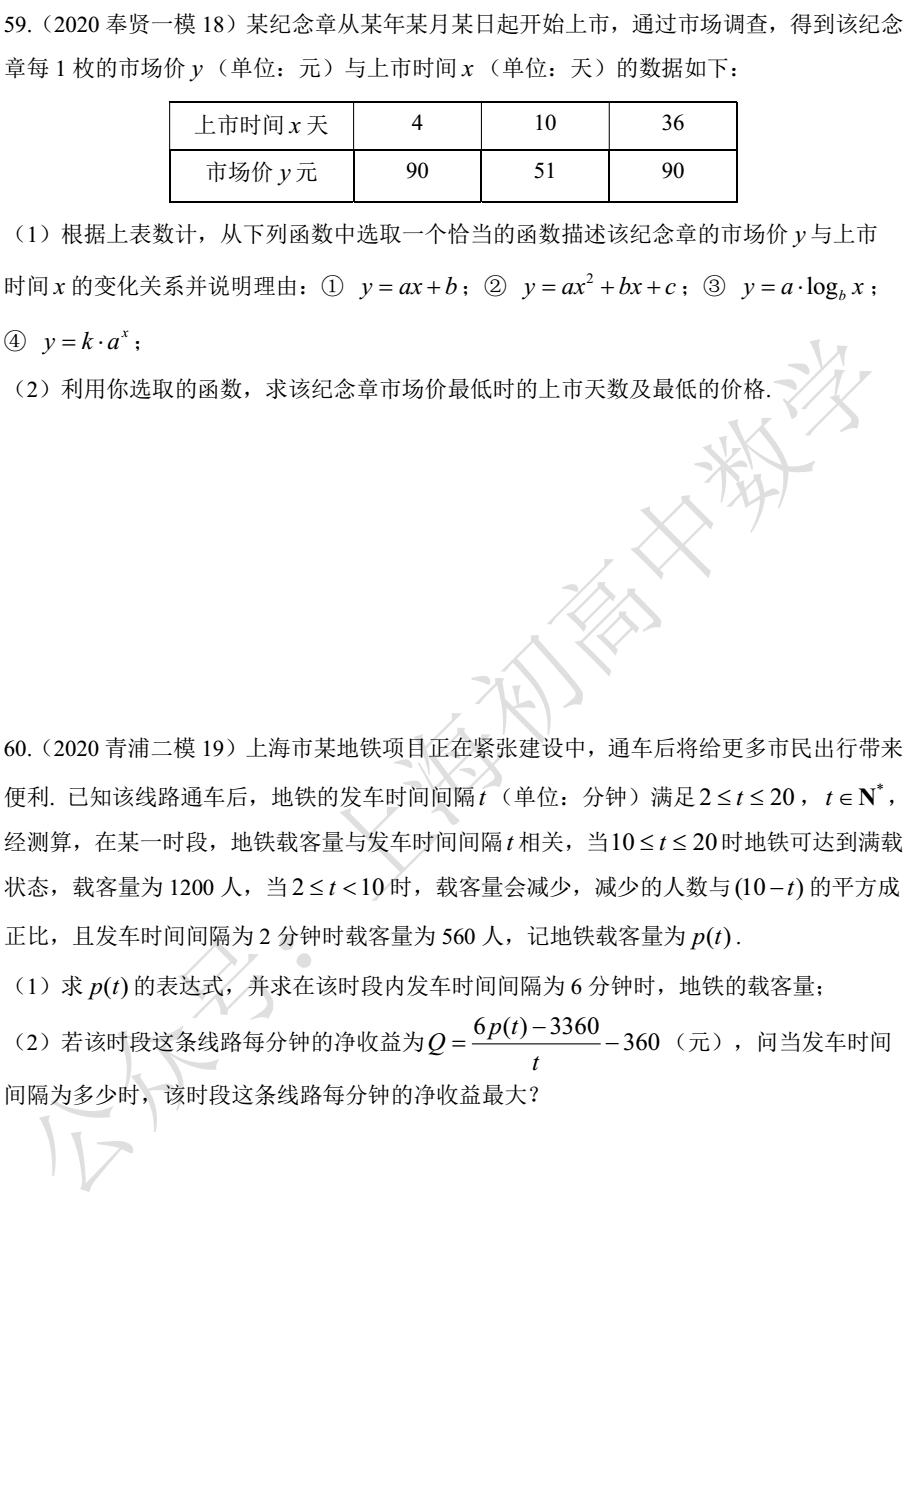 59.（2020 奉贤一模 18）某纪念章从某年某月某日起开始上市，通过市场调查，得到该纪念
章每 1 枚的市场价 y （单位：元）与上市时间 x （单位：天）的数据如下：
上市时间 x 天 4 10 36
市场价 y 元 90 51 90
（1）根据上表数计，从下列函数中选取一个恰当的函数描述该纪念章的市场价 y 与上市
时间 x 的变化关系并说明理由：① y = ax + b；② y = ax² + bx + c；③ y = a · log_b x；
④ y = k · a^x；
（2）利用你选取的函数，求该纪念章市场价最低时的上市天数及最低的价格.
60.（2020 青浦二模 19）上海市某地铁项目正在紧张建设中，通车后将给更多市民出行带来
便利. 已知该线路通车后，地铁的发车时间间隔 t （单位：分钟）满足 2 ≤ t ≤ 20，t ∈ N*，
经测算，在某一时段，地铁载客量与发车时间间隔 t 相关，当10 ≤ t ≤ 20 时地铁可达到满载
状态，载客量为 1200 人，当 2 ≤ t < 10 时，载客量会减少，减少的人数与 (10 − t) 的平方成
正比，且发车时间间隔为 2 分钟时载客量为 560 人，记地铁载客量为 p(t) .
（1）求 p(t) 的表达式，并求在该时段内发车时间间隔为 6 分钟时，地铁的载客量；
（2）若该时段这条线路每分钟的净收益为 Q = (6p(t) − 3360)/t − 360 （元），问当发车时间
间隔为多少时，该时段这条线路每分钟的净收益最大？
公众号：上海初高中数学